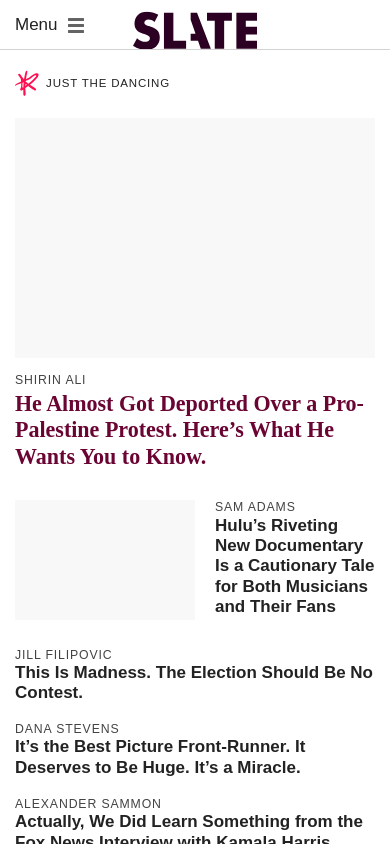 Menu
SLATE
JUST THE DANCING
SHIRIN ALI
He Almost Got Deported Over a Pro-
Palestine Protest. Here’s What He
Wants You to Know.
SAM ADAMS
Hulu’s Riveting
New Documentary
Is a Cautionary Tale
for Both Musicians
and Their Fans
JILL FILIPOVIC
This Is Madness. The Election Should Be No
Contest.
DANA STEVENS
It’s the Best Picture Front-Runner. It
Deserves to Be Huge. It’s a Miracle.
ALEXANDER SAMMON
Actually, We Did Learn Something from the
Fox News Interview with Kamala Harris